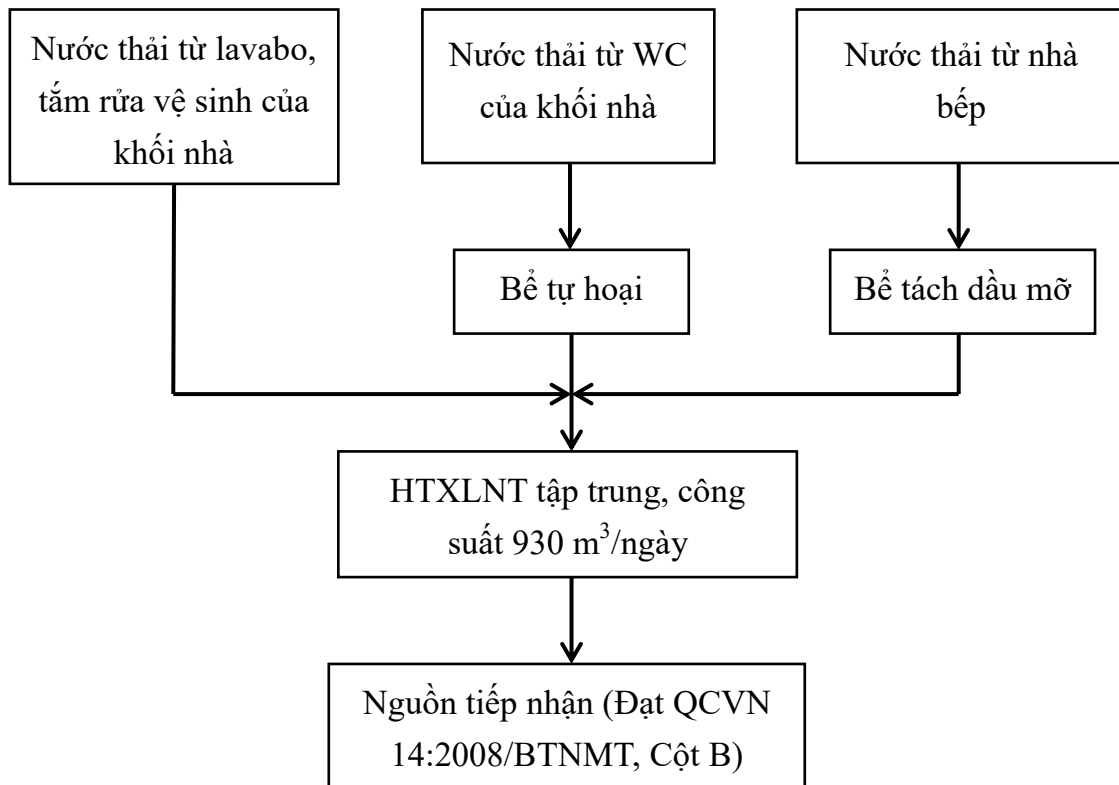 Nước thải từ lavabo,
tắm rửa vệ sinh của
khối nhà
Nước thải từ WC
của khối nhà
Nước thải từ nhà
bếp
Bể tự hoại
Bể tách dầu mỡ
HTXLNT tập trung, công
suất 930 m³/ngày
Nguồn tiếp nhận (Đạt QCVN
14:2008/BTNMT, Cột B)